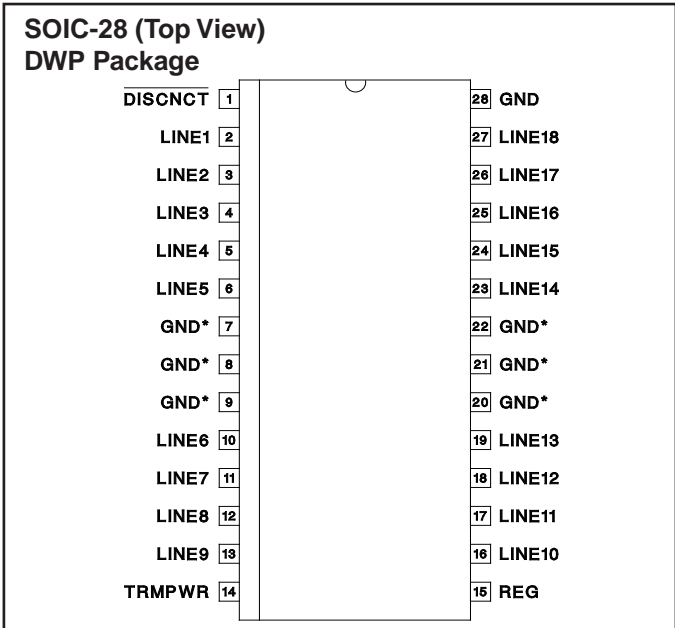 SOIC-28 (Top View)
DWP Package
DISCNCT 1 28 GND
LINE1 2 27 LINE18
LINE2 3 26 LINE17
LINE3 4 25 LINE16
LINE4 5 24 LINE15
LINE5 6 23 LINE14
GND* 7 22 GND*
GND* 8 21 GND*
GND* 9 20 GND*
LINE6 10 19 LINE13
LINE7 11 18 LINE12
LINE8 12 17 LINE11
LINE9 13 16 LINE10
TRMPWR 14 15 REG